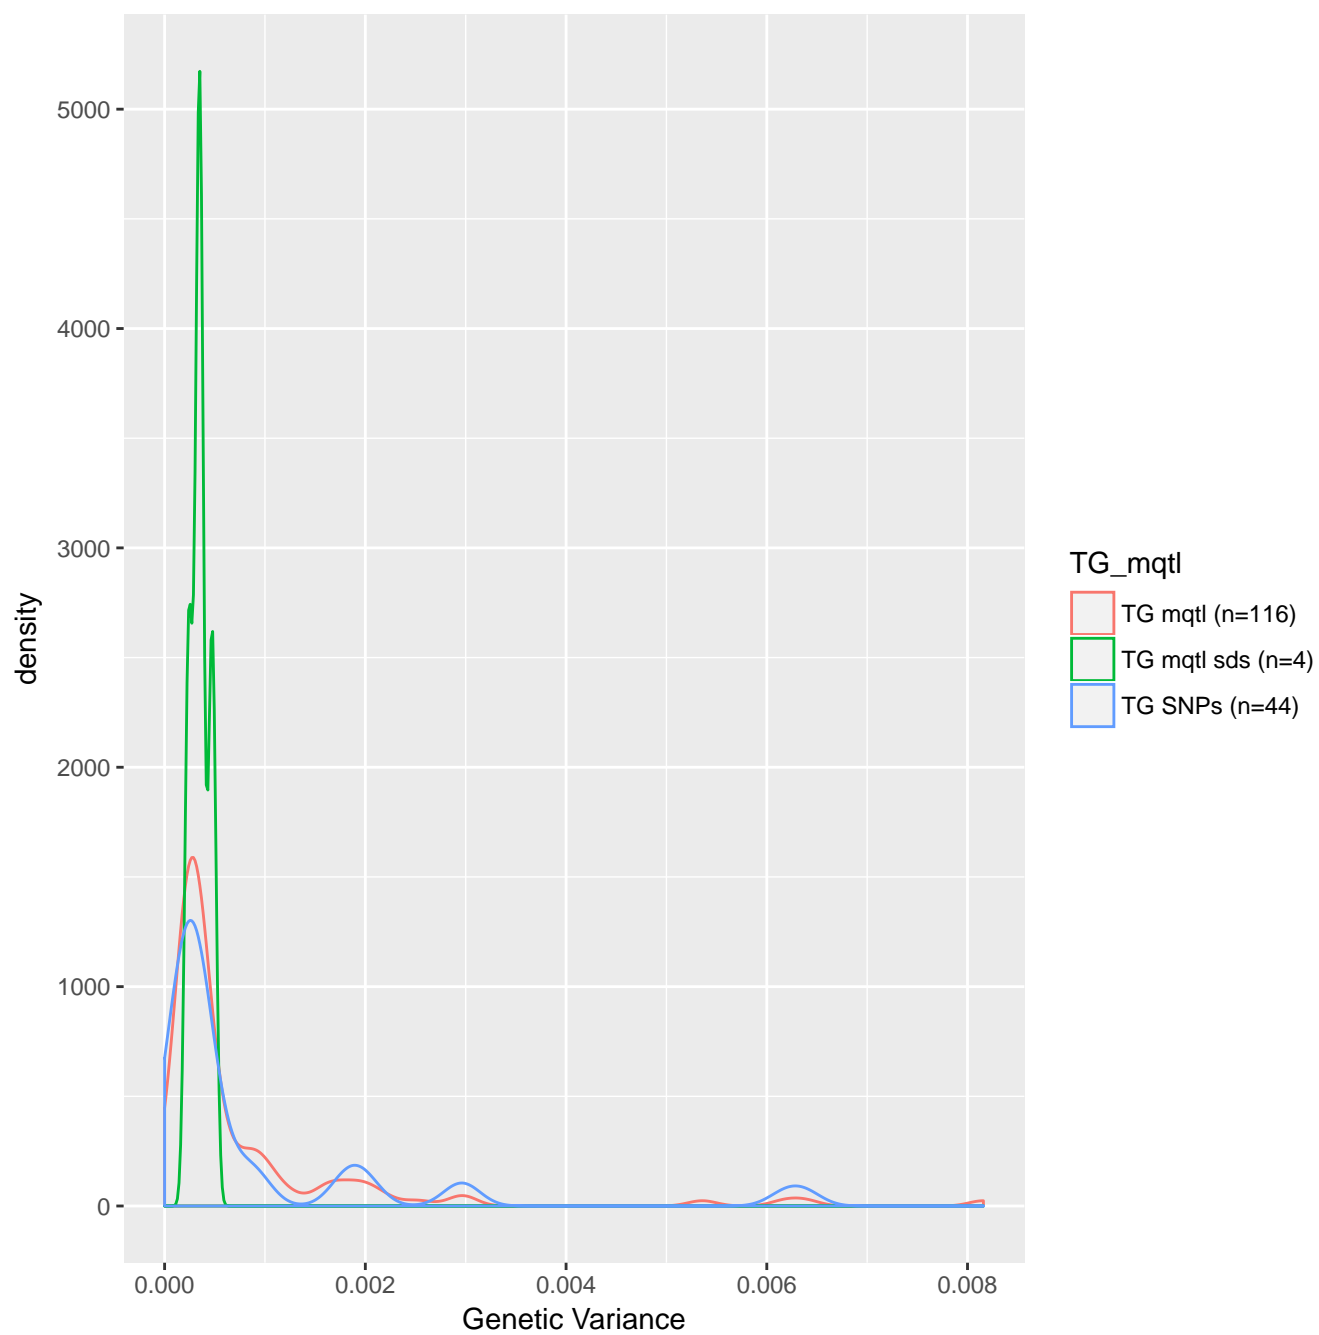 5000
4000
3000
2000
1000
0
density
0.000 0.002 0.004 0.006 0.008
Genetic Variance
TG_mqtl
TG mqtl (n=116)
TG mqtl sds (n=4)
TG SNPs (n=44)